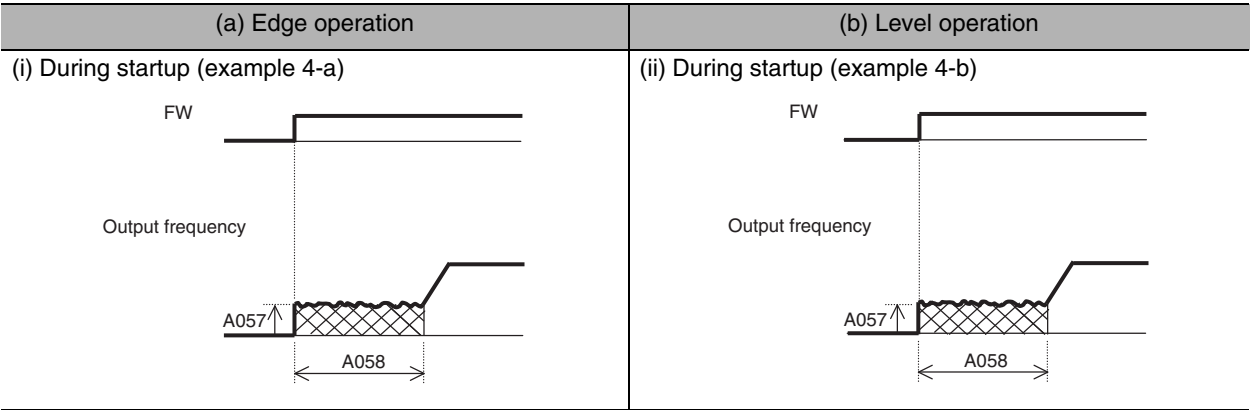 (a) Edge operation
(b) Level operation
(i) During startup (example 4-a)
FW
Output frequency
A057
A058
(ii) During startup (example 4-b)
FW
Output frequency
A057
A058